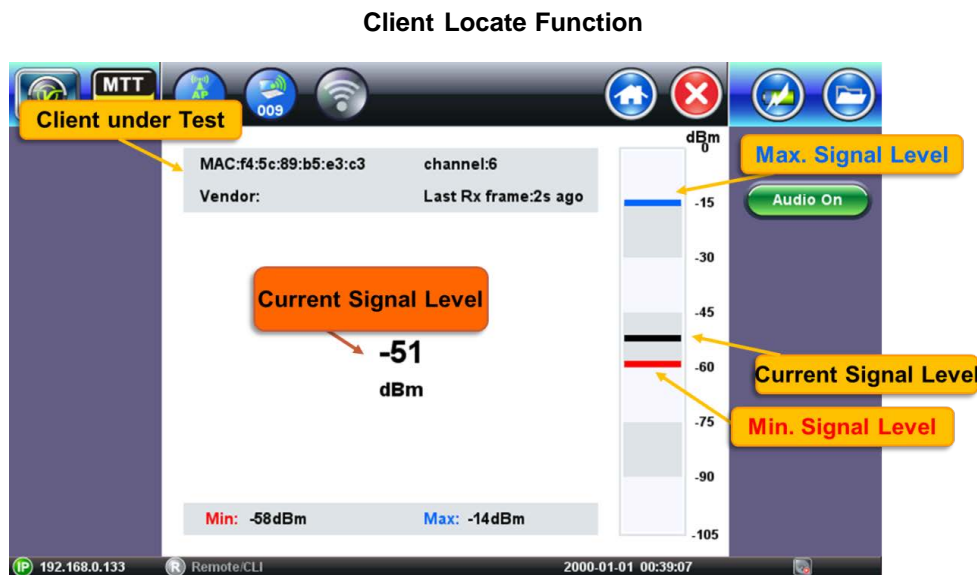 Client Locate Function
MTT
AP
009
Client under Test
dBm
MAC:f4:5c:89:b5:e3:c3 channel:6
Vendor: Last Rx frame:2s ago
0
Max. Signal Level
-15
Audio On
-30
Current Signal Level
-45
-51
dBm
-60
Current Signal Level
Min. Signal Level
-75
-90
Min: -58dBm Max: -14dBm
-105
IP 192.168.0.133 R Remote/CLI 2000-01-01 00:39:07